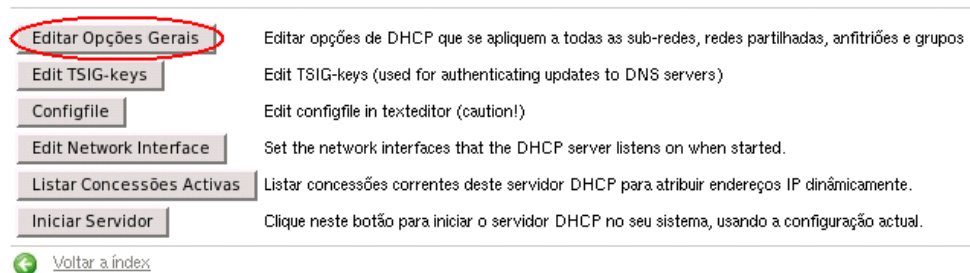 Editar Opções Gerais Editar opções de DHCP que se apliquem a todas as sub-redes, redes partilhadas, anfitriões e grupos
Edit TSIG-keys Edit TSIG-keys (used for authenticating updates to DNS servers)
Configfile Edit configfile in texteditor (caution!)
Edit Network Interface Set the network interfaces that the DHCP server listens on when started.
Listar Concessões Activas Listar concessões correntes deste servidor DHCP para atribuir endereços IP dinâmicamente.
Iniciar Servidor Clique neste botão para iniciar o servidor DHCP no seu sistema, usando a configuração actual.
Voltar a índex